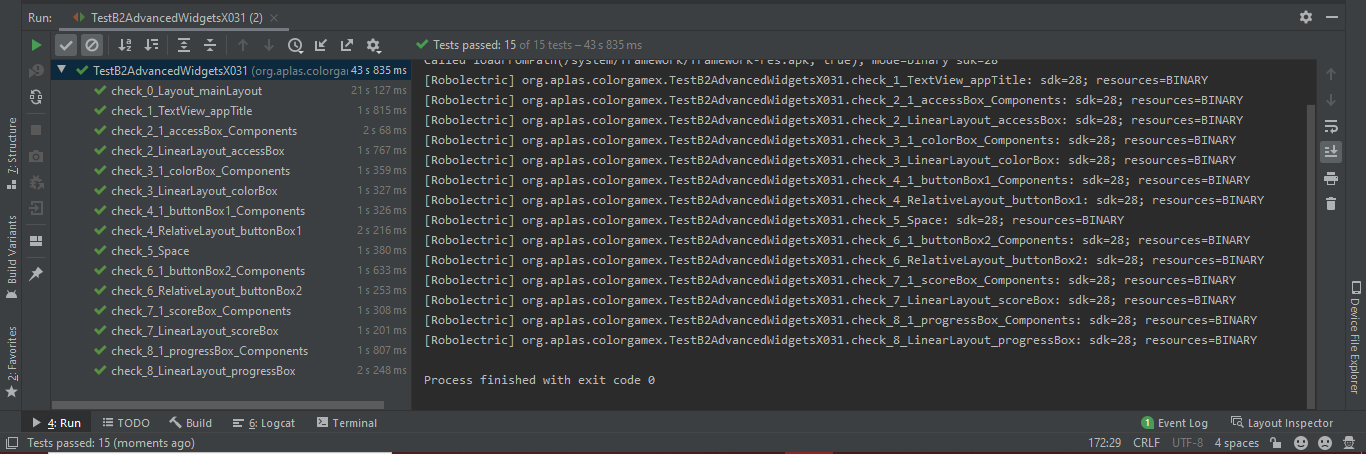 Run: TestB2AdvancedWidgetsX031 (2)
Tests passed: 15 of 15 tests – 43 s 835 ms
TestB2AdvancedWidgetsX031 (org.aplas.colorgar 43 s 835 ms
check_0_Layout_mainLayout 21 s 127 ms
check_1_TextView_appTitle 1 s 815 ms
check_2_1_accessBox_Components 2 s 68 ms
check_2_LinearLayout_accessBox 1 s 767 ms
check_3_1_colorBox_Components 1 s 359 ms
check_3_LinearLayout_colorBox 1 s 327 ms
check_4_1_buttonBox1_Components 1 s 326 ms
check_4_RelativeLayout_buttonBox1 2 s 216 ms
check_5_Space 1 s 380 ms
check_6_1_buttonBox2_Components 1 s 633 ms
check_6_RelativeLayout_buttonBox2 1 s 253 ms
check_7_1_scoreBox_Components 1 s 308 ms
check_7_LinearLayout_scoreBox 1 s 201 ms
check_8_1_progressBox_Components 1 s 807 ms
check_8_LinearLayout_progressBox 2 s 248 ms
Called loadFromPath(/system/framework/framework-res.apk, true); mode=binary sdk=28
[Robolectric] org.aplas.colorgamex.TestB2AdvancedWidgetsX031.check_1_TextView_appTitle: sdk=28; resources=BINARY
[Robolectric] org.aplas.colorgamex.TestB2AdvancedWidgetsX031.check_2_1_accessBox_Components: sdk=28; resources=BINARY
[Robolectric] org.aplas.colorgamex.TestB2AdvancedWidgetsX031.check_2_LinearLayout_accessBox: sdk=28; resources=BINARY
[Robolectric] org.aplas.colorgamex.TestB2AdvancedWidgetsX031.check_3_1_colorBox_Components: sdk=28; resources=BINARY
[Robolectric] org.aplas.colorgamex.TestB2AdvancedWidgetsX031.check_3_LinearLayout_colorBox: sdk=28; resources=BINARY
[Robolectric] org.aplas.colorgamex.TestB2AdvancedWidgetsX031.check_4_1_buttonBox1_Components: sdk=28; resources=BINARY
[Robolectric] org.aplas.colorgamex.TestB2AdvancedWidgetsX031.check_4_RelativeLayout_buttonBox1: sdk=28; resources=BINARY
[Robolectric] org.aplas.colorgamex.TestB2AdvancedWidgetsX031.check_5_Space: sdk=28; resources=BINARY
[Robolectric] org.aplas.colorgamex.TestB2AdvancedWidgetsX031.check_6_1_buttonBox2_Components: sdk=28; resources=BINARY
[Robolectric] org.aplas.colorgamex.TestB2AdvancedWidgetsX031.check_6_RelativeLayout_buttonBox2: sdk=28; resources=BINARY
[Robolectric] org.aplas.colorgamex.TestB2AdvancedWidgetsX031.check_7_1_scoreBox_Components: sdk=28; resources=BINARY
[Robolectric] org.aplas.colorgamex.TestB2AdvancedWidgetsX031.check_7_LinearLayout_scoreBox: sdk=28; resources=BINARY
[Robolectric] org.aplas.colorgamex.TestB2AdvancedWidgetsX031.check_8_1_progressBox_Components: sdk=28; resources=BINARY
[Robolectric] org.aplas.colorgamex.TestB2AdvancedWidgetsX031.check_8_LinearLayout_progressBox: sdk=28; resources=BINARY
Process finished with exit code 0
7: Structure
Build Variants
2: Favorites
Device File Explorer
4: Run TODO Build 6: Logcat Terminal 1 Event Log Layout Inspector
Tests passed: 15 (moments ago) 172:29 CRLF UTF-8 4 spaces